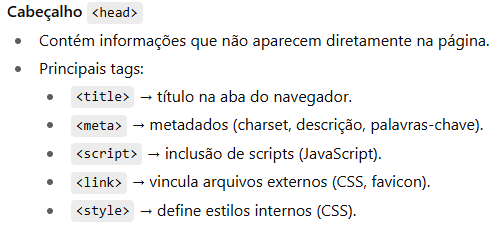 Cabeçalho <head>
• Contém informações que não aparecem diretamente na página.
• Principais tags:
• <title> → título na aba do navegador.
• <meta> → metadados (charset, descrição, palavras-chave).
• <script> → inclusão de scripts (JavaScript).
• <link> → vincula arquivos externos (CSS, favicon).
• <style> → define estilos internos (CSS).